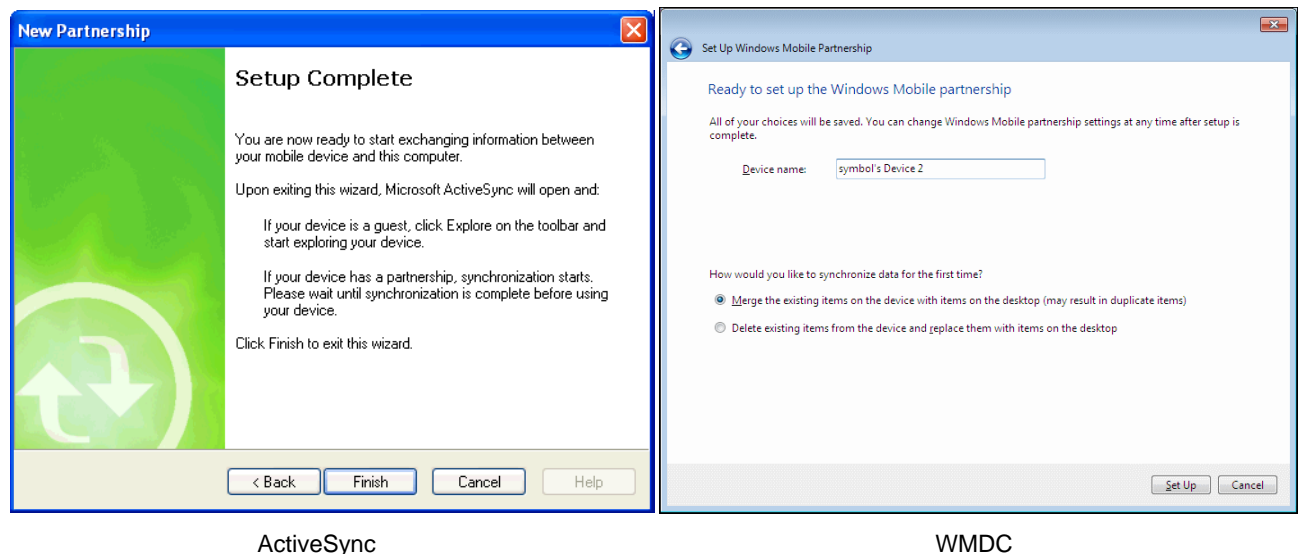 New Partnership
Setup Complete
You are now ready to start exchanging information between
your mobile device and this computer.
Upon exiting this wizard, Microsoft ActiveSync will open and:
If your device is a guest, click Explore on the toolbar and
start exploring your device.
If your device has a partnership, synchronization starts.
Please wait until synchronization is complete before using
your device.
Click Finish to exit this wizard.
< Back
Finish
Cancel
Help
ActiveSync
Set Up Windows Mobile Partnership
Ready to set up the Windows Mobile partnership
All of your choices will be saved. You can change Windows Mobile partnership settings at any time after setup is
complete.
Device name: symbol's Device 2
How would you like to synchronize data for the first time?
Merge the existing items on the device with items on the desktop (may result in duplicate items)
Delete existing items from the device and replace them with items on the desktop
Set Up
Cancel
WMDC